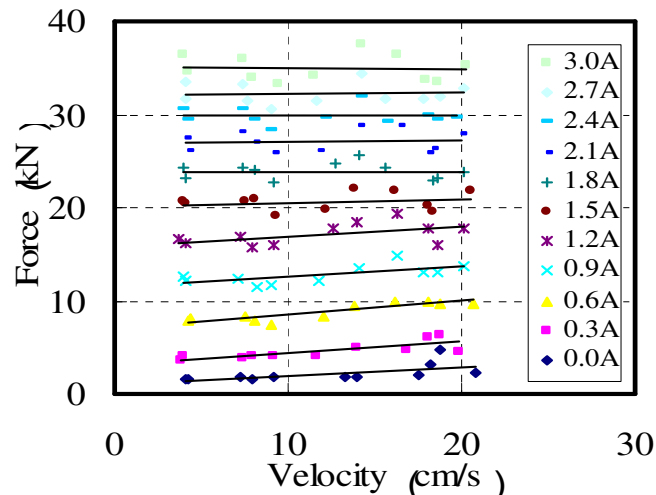 40
30
20
10
0
Force (kN)
0
10
20
30
Velocity (cm/s)
3.0A
2.7A
2.4A
2.1A
1.8A
1.5A
1.2A
0.9A
0.6A
0.3A
0.0A